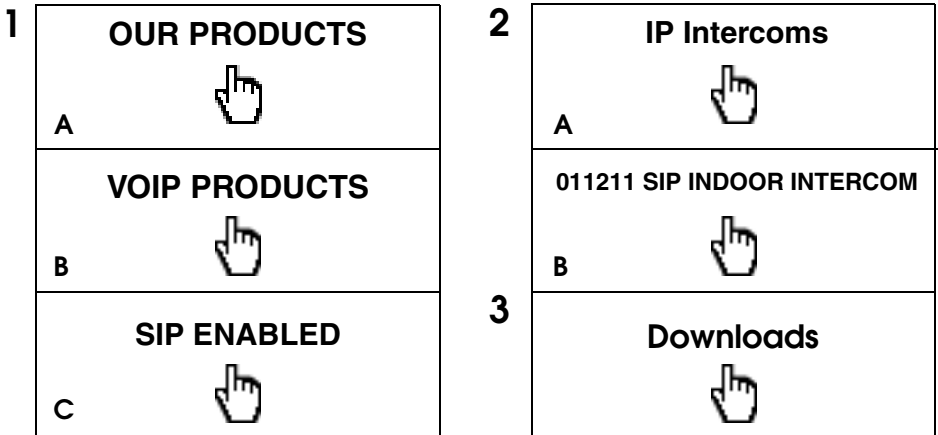 1
OUR PRODUCTS
A
VOIP PRODUCTS
B
SIP ENABLED
C
2
IP Intercoms
A
011211 SIP INDOOR INTERCOM
B
3
Downloads